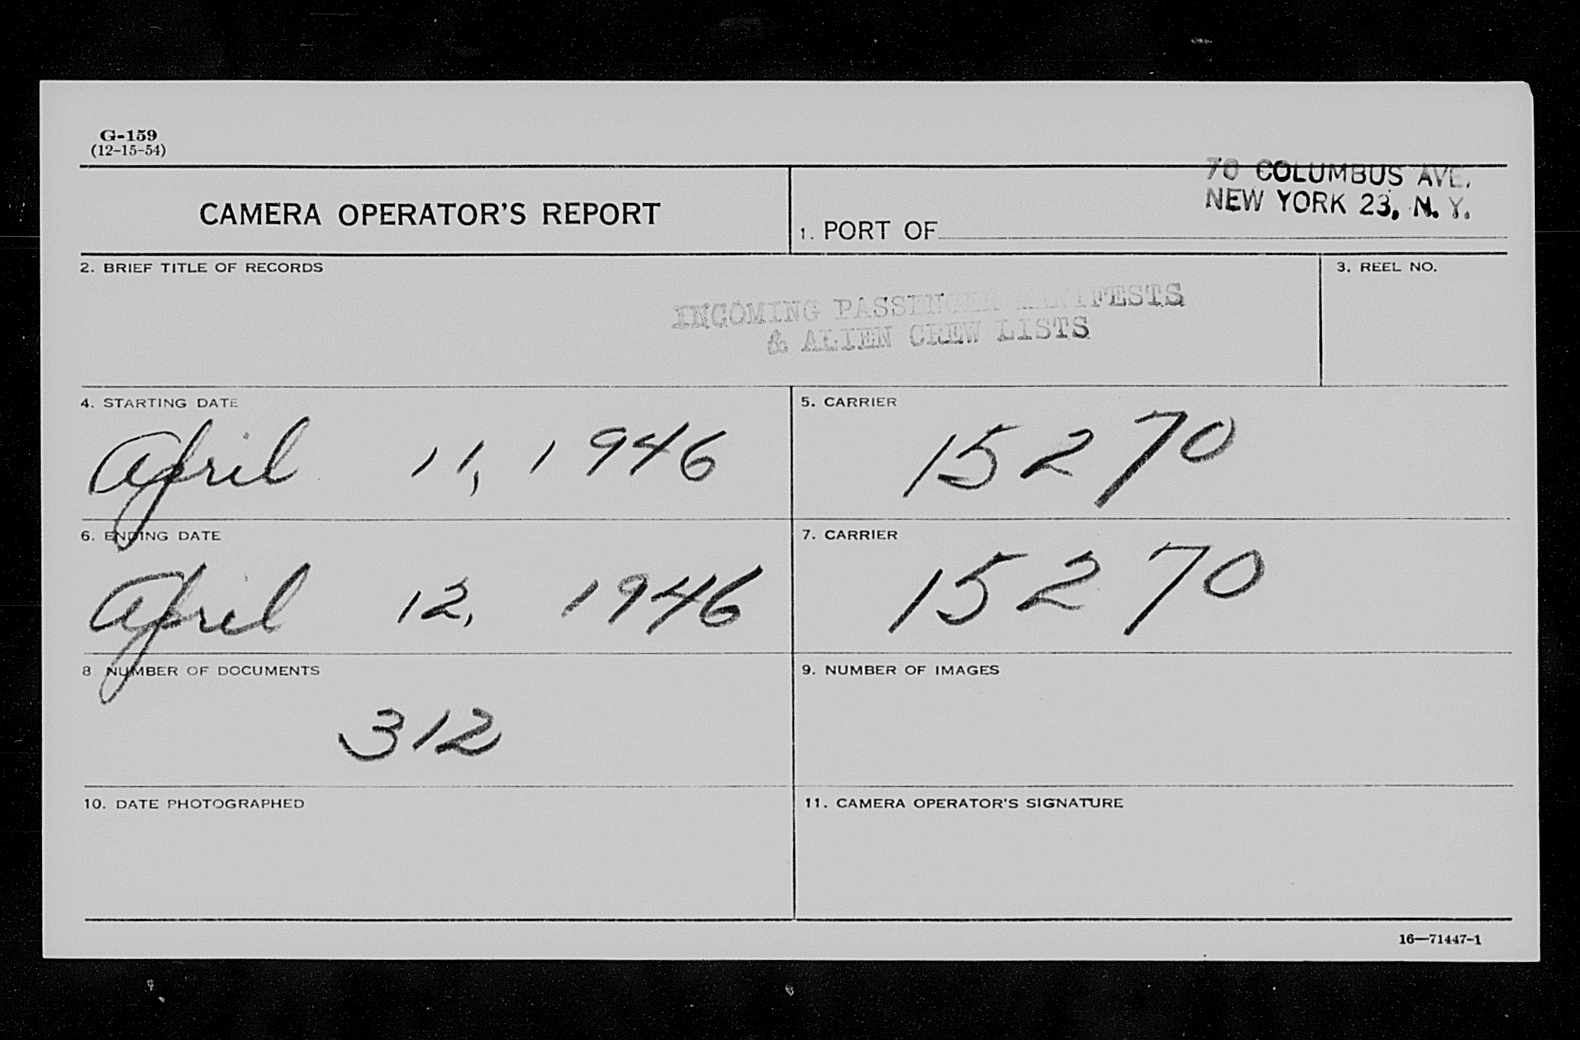 G-159
(12-15-54)
CAMERA OPERATOR'S REPORT
1. PORT OF
70 COLUMBUS AVE.
NEW YORK 23, N. Y.
2. BRIEF TITLE OF RECORDS
INCOMING PASSENGER MANIFESTS
& ALIEN CREW LISTS
3. REEL NO.
4. STARTING DATE
April 11, 1946
5. CARRIER
15270
6. ENDING DATE
April 12, 1946
7. CARRIER
15270
8 NUMBER OF DOCUMENTS
312
9. NUMBER OF IMAGES
10. DATE PHOTOGRAPHED
11. CAMERA OPERATOR'S SIGNATURE
16—71447-1